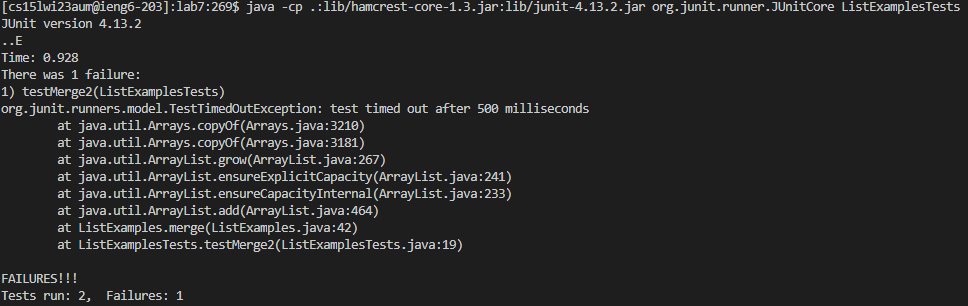 [cs15lwi23aum@ieng6-203]:lab7:269$ java -cp .:lib/hamcrest-core-1.3.jar:lib/junit-4.13.2.jar org.junit.runner.JUnitCore ListExamplesTests
JUnit version 4.13.2
..E
Time: 0.928
There was 1 failure:
1) testMerge2(ListExamplesTests)
org.junit.runners.model.TestTimedOutException: test timed out after 500 milliseconds
        at java.util.Arrays.copyOf(Arrays.java:3210)
        at java.util.Arrays.copyOf(Arrays.java:3181)
        at java.util.ArrayList.grow(ArrayList.java:267)
        at java.util.ArrayList.ensureExplicitCapacity(ArrayList.java:241)
        at java.util.ArrayList.ensureCapacityInternal(ArrayList.java:233)
        at java.util.ArrayList.add(ArrayList.java:464)
        at ListExamples.merge(ListExamples.java:42)
        at ListExamplesTests.testMerge2(ListExamplesTests.java:19)

FAILURES!!!
Tests run: 2,  Failures: 1